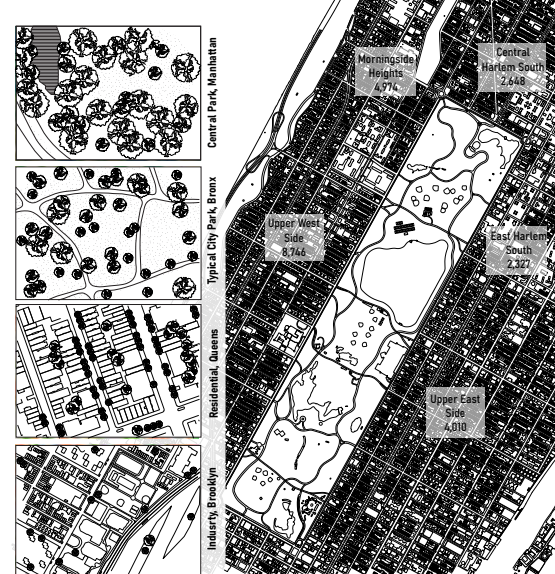 Central Park, Manhattan
Typical City Park, Bronx
Residential, Queens
Indusrty, Brooklyn
Morningside
Heights
4,974
Central
Harlem South
2,648
Upper West
Side
8,746
East Harlem
South
2,327
Upper East
Side
4,010